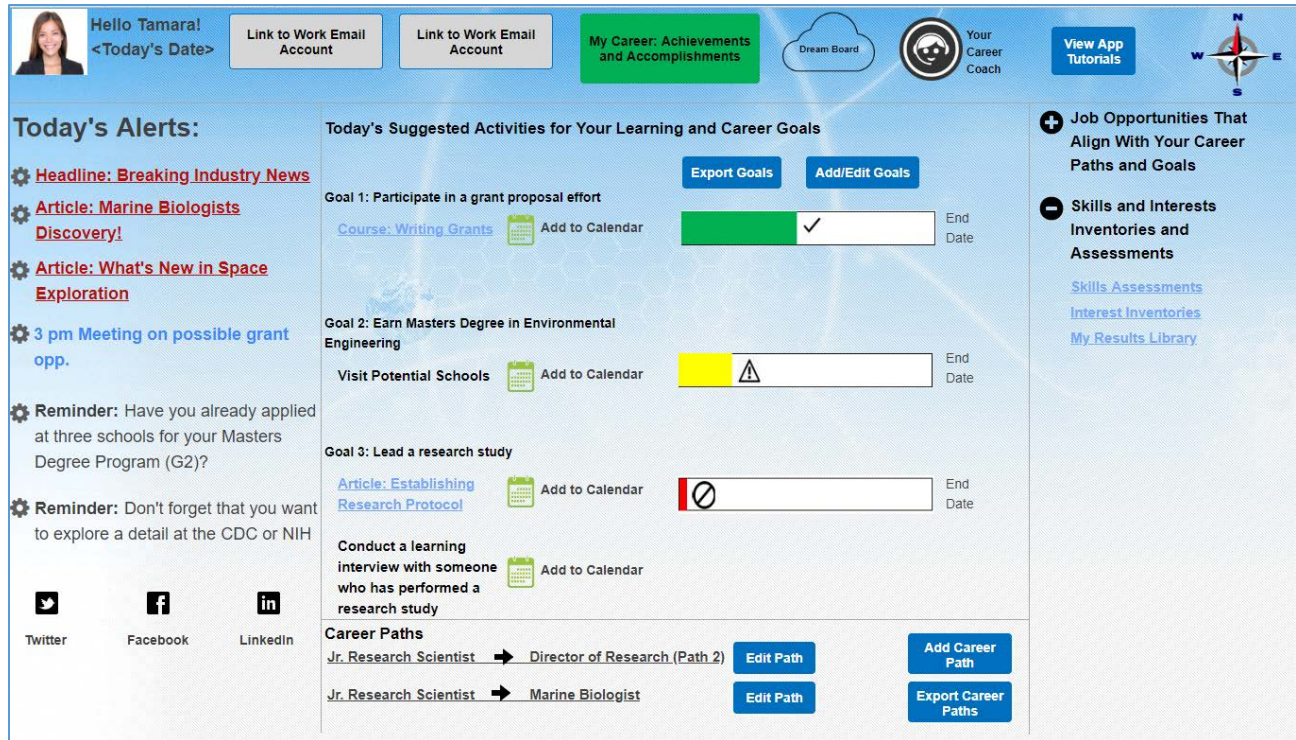 Hello Tamara!
<Today's Date>
Link to Work Email
Account
Link to Work Email
Account
My Career: Achievements
and Accomplishments
Dream Board
Your
Career
Coach
View App
Tutorials
N
W
E
S
Today's Alerts:
Headline: Breaking Industry News
Article: Marine Biologists
Discovery!
Article: What's New in Space
Exploration
3 pm Meeting on possible grant
opp.
Reminder: Have you already applied
at three schools for your Masters
Degree Program (G2)?
Reminder: Don't forget that you want
to explore a detail at the CDC or NIH
Twitter
Facebook
LinkedIn
Today's Suggested Activities for Your Learning and Career Goals
Export Goals
Add/Edit Goals
Goal 1: Participate in a grant proposal effort
Course: Writing Grants
Add to Calendar
End
Date
Goal 2: Earn Masters Degree in Environmental
Engineering
Visit Potential Schools
Add to Calendar
End
Date
Goal 3: Lead a research study
Article: Establishing
Research Protocol
Add to Calendar
End
Date
Conduct a learning
interview with someone
who has performed a
research study
Add to Calendar
Career Paths
Jr. Research Scientist
Director of Research (Path 2)
Edit Path
Add Career
Path
Jr. Research Scientist
Marine Biologist
Edit Path
Export Career
Paths
Job Opportunities That
Align With Your Career
Paths and Goals
Skills and Interests
Inventories and
Assessments
Skills Assessments
Interest Inventories
My Results Library